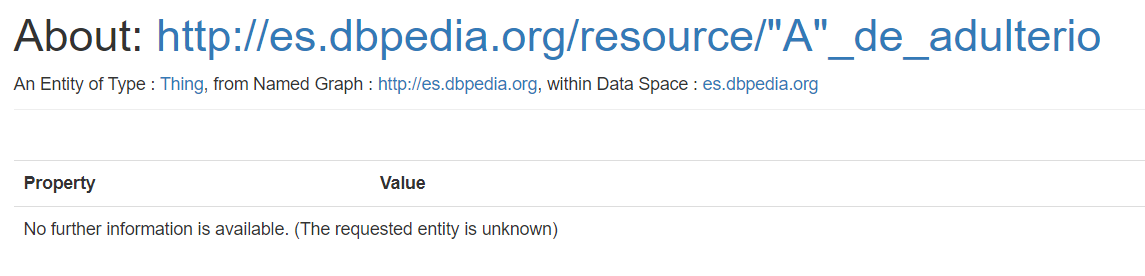 About: http://es.dbpedia.org/resource/"A"_de_adulterio
An Entity of Type : Thing, from Named Graph : http://es.dbpedia.org, within Data Space : es.dbpedia.org
Property Value
No further information is available. (The requested entity is unknown)